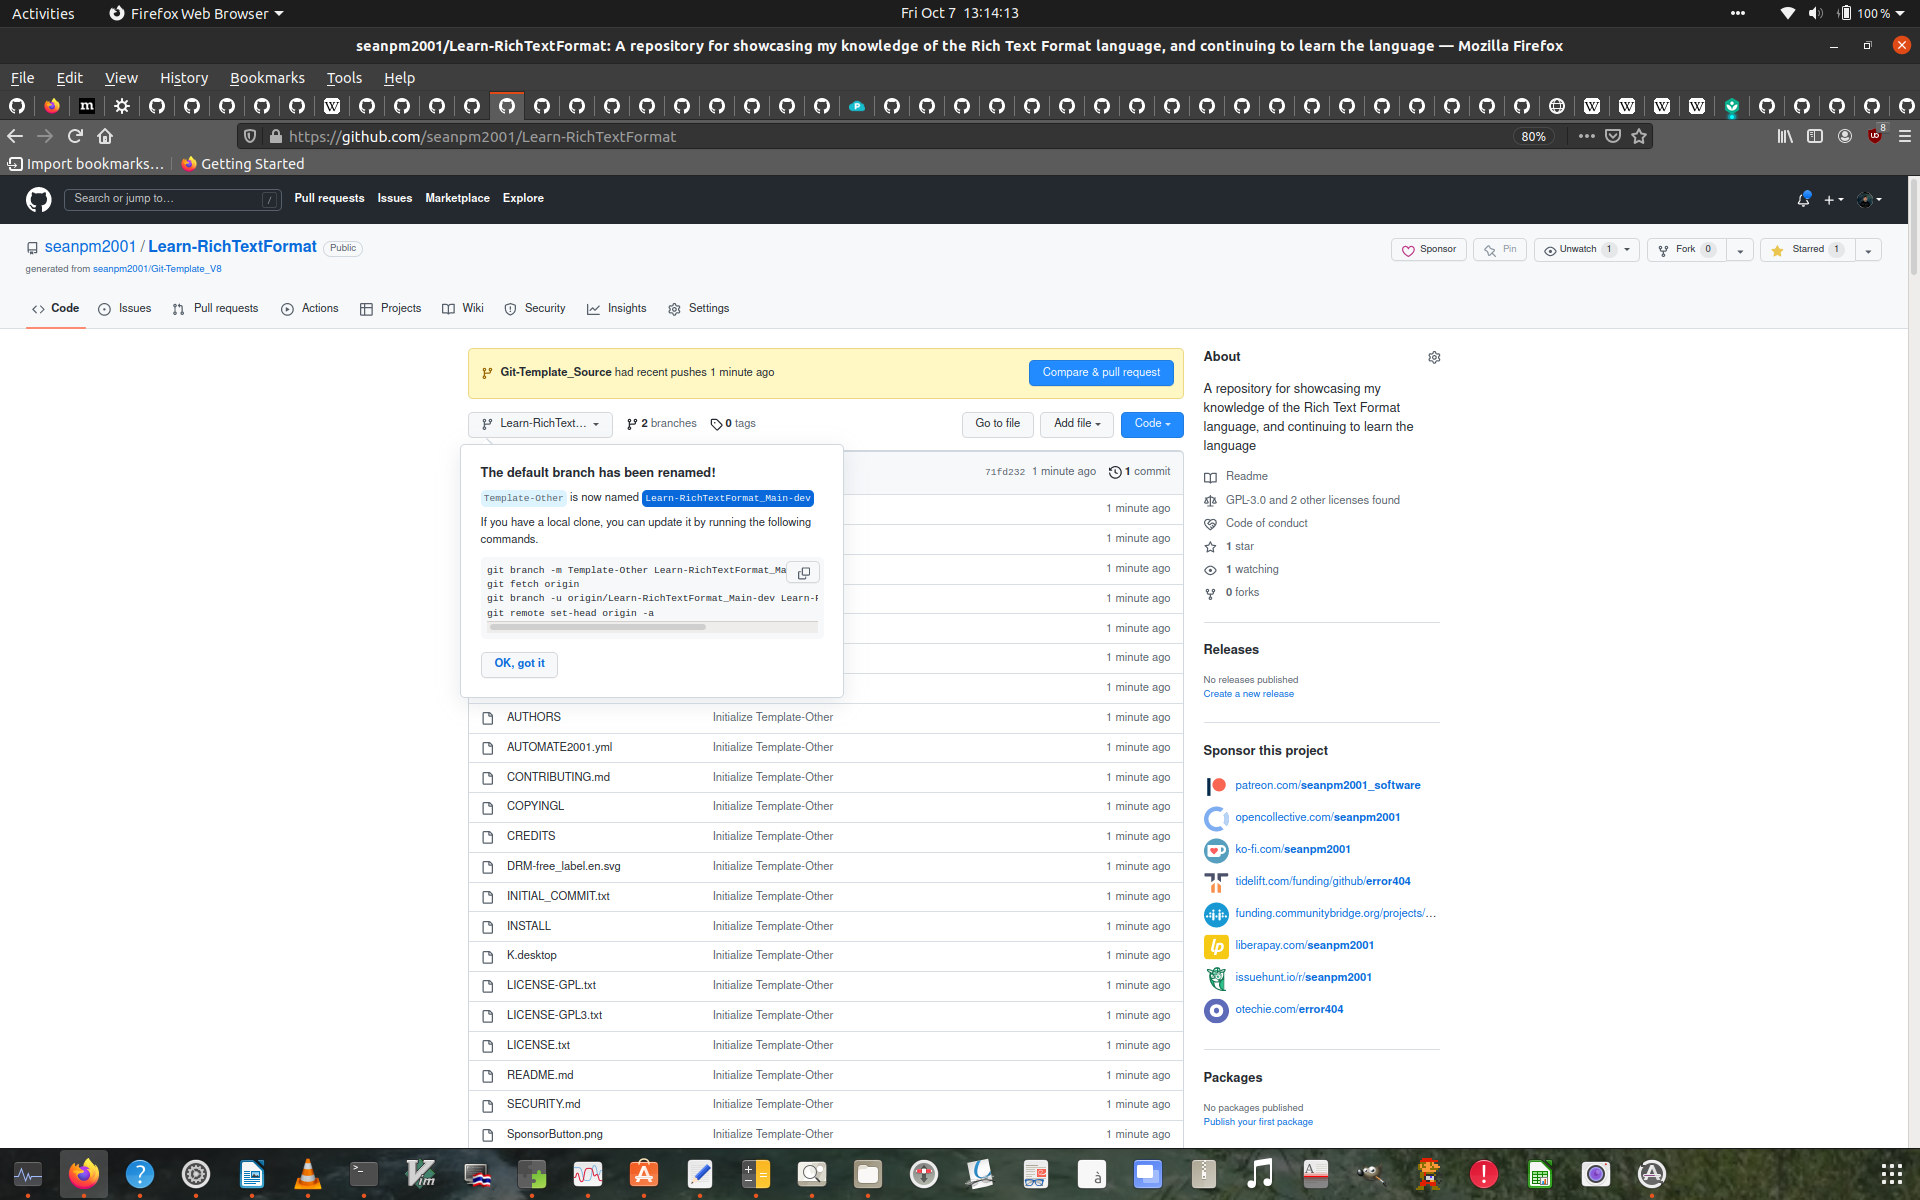 Activities
Firefox Web Browser
Fri Oct 7 13:14:13
100 %
seanpm2001/Learn-RichTextFormat: A repository for showcasing my knowledge of the Rich Text Format language, and continuing to learn the language — Mozilla Firefox
File Edit View History Bookmarks Tools Help
https://github.com/seanpm2001/Learn-RichTextFormat
80%
8
Import bookmarks…
Getting Started
Search or jump to…
/
Pull requests Issues Marketplace Explore
seanpm2001 / Learn-RichTextFormat Public
Sponsor
Pin
Unwatch 1
Fork 0
Starred 1
generated from seanpm2001/Git-Template_V8
Code Issues Pull requests Actions Projects Wiki Security Insights Settings
Git-Template_Source had recent pushes 1 minute ago
Compare & pull request
Learn-RichText…
2 branches
0 tags
Go to file
Add file
Code
71fd232 1 minute ago 1 commit
The default branch has been renamed!
Template-Other is now named Learn-RichTextFormat_Main-dev
If you have a local clone, you can update it by running the following
commands.
git branch -m Template-Other Learn-RichTextFormat_Ma
git fetch origin
git branch -u origin/Learn-RichTextFormat_Main-dev Learn-R
git remote set-head origin -a
OK, got it
1 minute ago
1 minute ago
1 minute ago
1 minute ago
1 minute ago
1 minute ago
1 minute ago
AUTHORS Initialize Template-Other 1 minute ago
AUTOMATE2001.yml Initialize Template-Other 1 minute ago
CONTRIBUTING.md Initialize Template-Other 1 minute ago
COPYINGL Initialize Template-Other 1 minute ago
CREDITS Initialize Template-Other 1 minute ago
DRM-free_label.en.svg Initialize Template-Other 1 minute ago
INITIAL_COMMIT.txt Initialize Template-Other 1 minute ago
INSTALL Initialize Template-Other 1 minute ago
K.desktop Initialize Template-Other 1 minute ago
LICENSE-GPL.txt Initialize Template-Other 1 minute ago
LICENSE-GPL3.txt Initialize Template-Other 1 minute ago
LICENSE.txt Initialize Template-Other 1 minute ago
README.md Initialize Template-Other 1 minute ago
SECURITY.md Initialize Template-Other 1 minute ago
SponsorButton.png Initialize Template-Other 1 minute ago
About
A repository for showcasing my
knowledge of the Rich Text Format
language, and continuing to learn the
language
Readme
GPL-3.0 and 2 other licenses found
Code of conduct
1 star
1 watching
0 forks
Releases
No releases published
Create a new release
Sponsor this project
patreon.com/seanpm2001_software
opencollective.com/seanpm2001
ko-fi.com/seanpm2001
tidelift.com/funding/github/error404
funding.communitybridge.org/projects/…
liberapay.com/seanpm2001
issuehunt.io/r/seanpm2001
otechie.com/error404
Packages
No packages published
Publish your first package